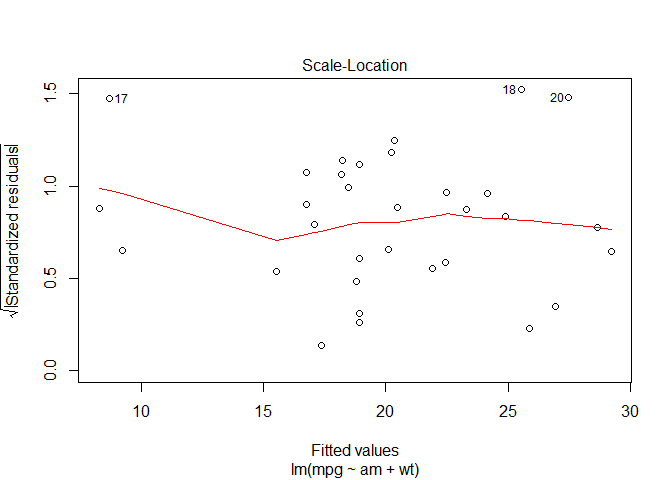 Scale-Location
√|Standardized residuals|
0.0 0.5 1.0 1.5
17
18
20
10 15 20 25 30
Fitted values
lm(mpg ~ am + wt)